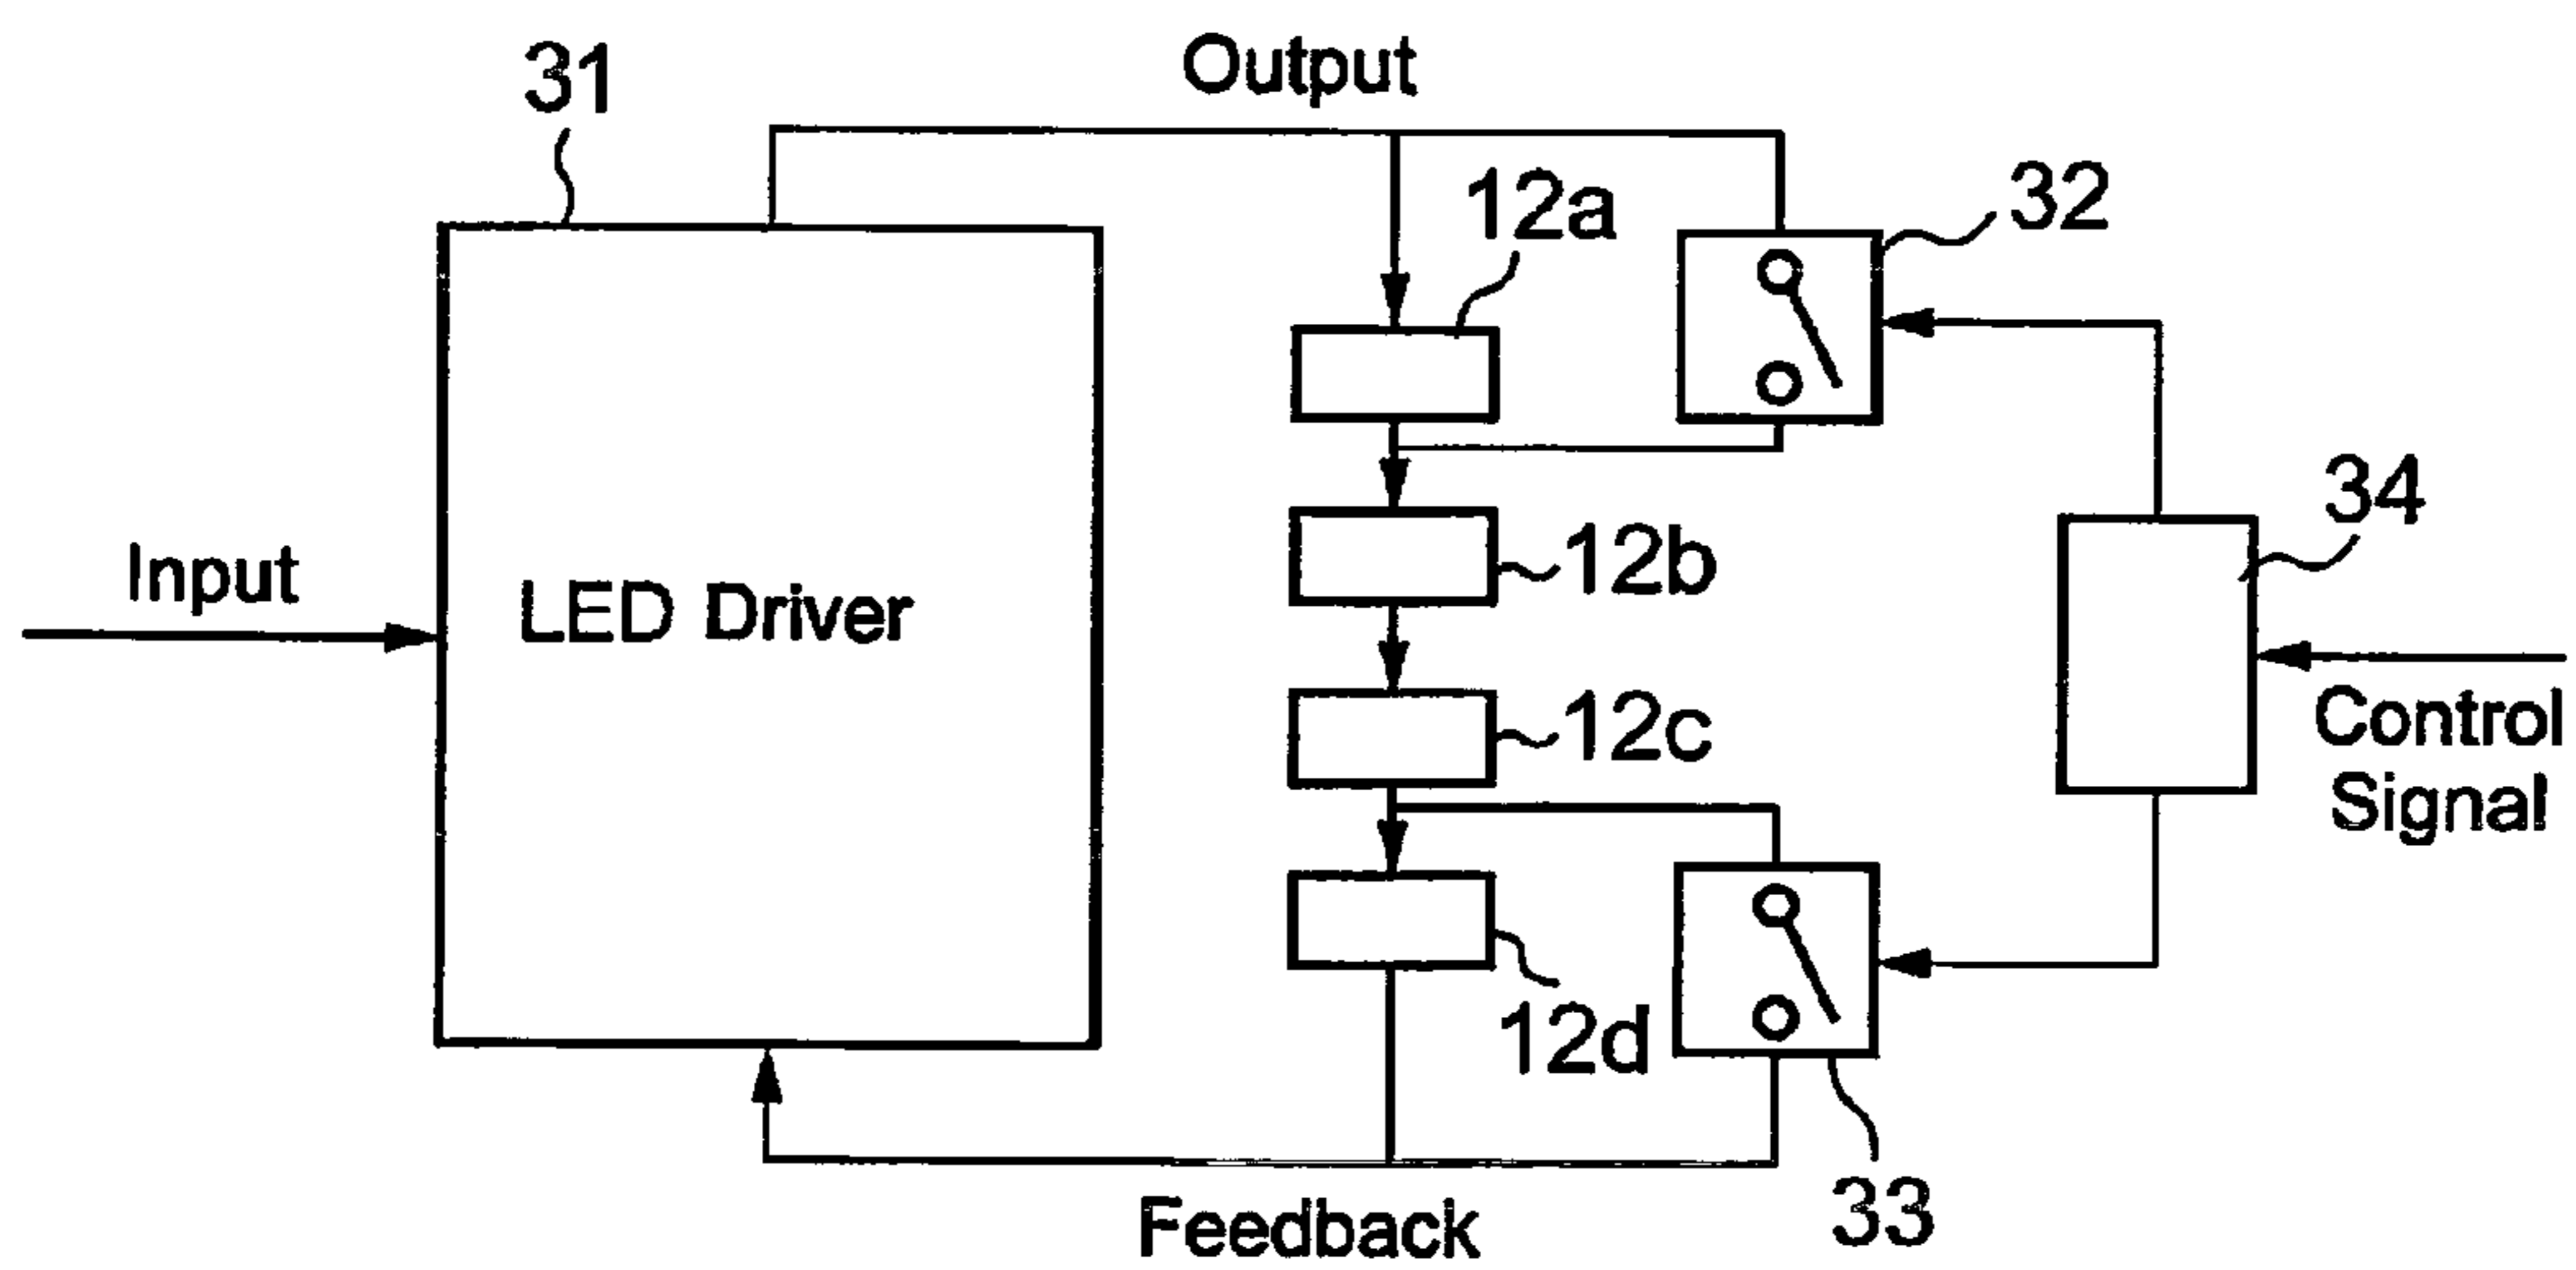 Output
31
12a
32
34
Input
LED Driver
12b
Control
Signal
12c
12d
33
Feedback